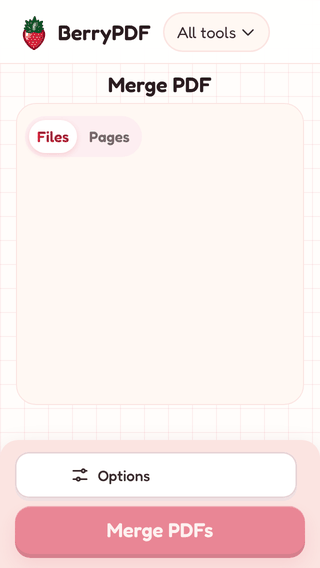 BerryPDF
All tools
Merge PDF
Files
Pages
Options
Merge PDFs